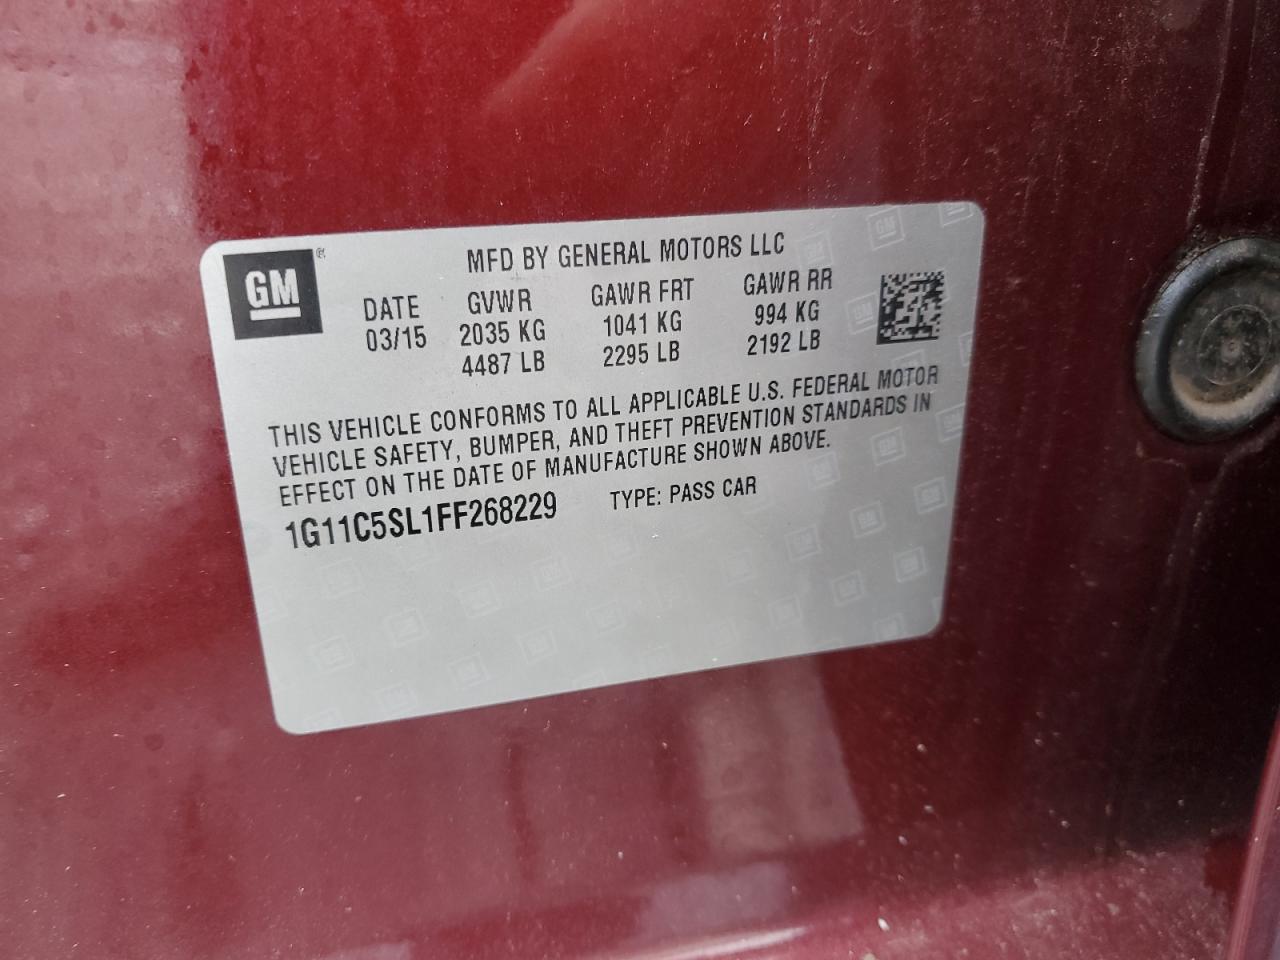 GM®
MFD BY GENERAL MOTORS LLC
DATE GVWR GAWR FRT GAWR RR
03/15 2035 KG 1041 KG 994 KG
4487 LB 2295 LB 2192 LB
THIS VEHICLE CONFORMS TO ALL APPLICABLE U.S. FEDERAL MOTOR
VEHICLE SAFETY, BUMPER, AND THEFT PREVENTION STANDARDS IN
EFFECT ON THE DATE OF MANUFACTURE SHOWN ABOVE.
1G11C5SL1FF268229 TYPE: PASS CAR